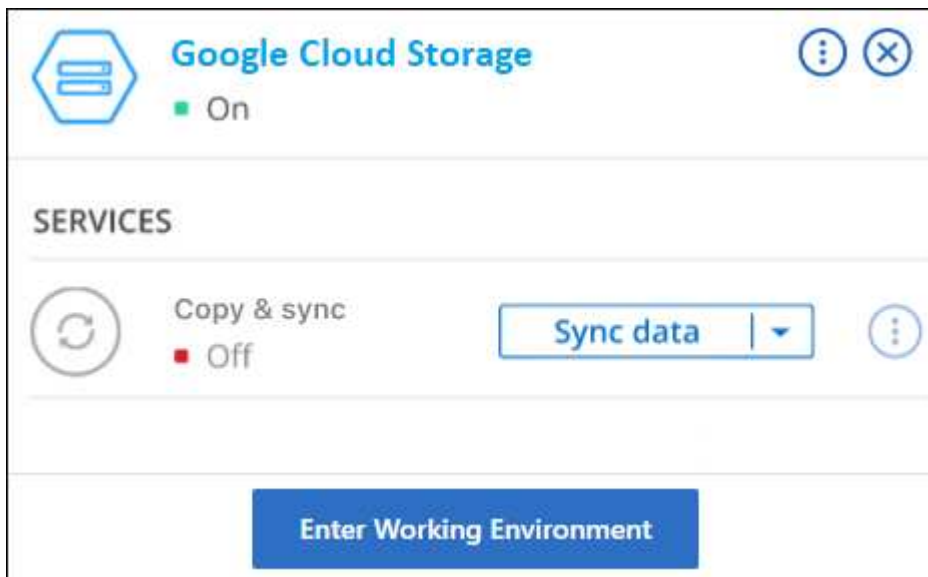 Google Cloud Storage
On
SERVICES
Copy & sync
Off
Sync data
Enter Working Environment